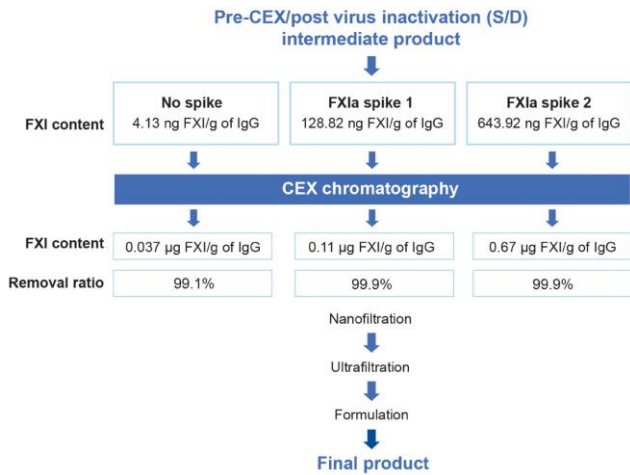 Pre-CEX/post virus inactivation (S/D)
intermediate product
No spike
FXIa spike 1
FXIa spike 2
FXI content
4.13 ng FXI/g of IgG
128.82 ng FXI/g of IgG
643.92 ng FXI/g of IgG
CEX chromatography
FXI content
0.037 µg FXI/g of IgG
0.11 µg FXI/g of IgG
0.67 µg FXI/g of IgG
Removal ratio
99.1%
99.9%
99.9%
Nanofiltration
Ultrafiltration
Formulation
Final product